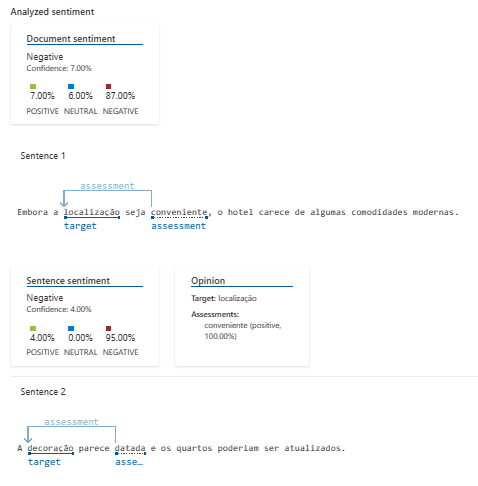 Analyzed sentiment
Document sentiment
Negative
Confidence: 7.00%
7.00% 6.00% 87.00%
POSITIVE NEUTRAL NEGATIVE
Sentence 1
assessment
Embora a localização seja conveniente, o hotel carece de algumas comodidades modernas.
target assessment
Sentence sentiment
Negative
Confidence: 4.00%
4.00% 0.00% 95.00%
POSITIVE NEUTRAL NEGATIVE
Opinion
Target: localização
Assessments:
conveniente (positive,
100.00%)
Sentence 2
assessment
A decoração parece datada e os quartos poderiam ser atualizados.
target asse…